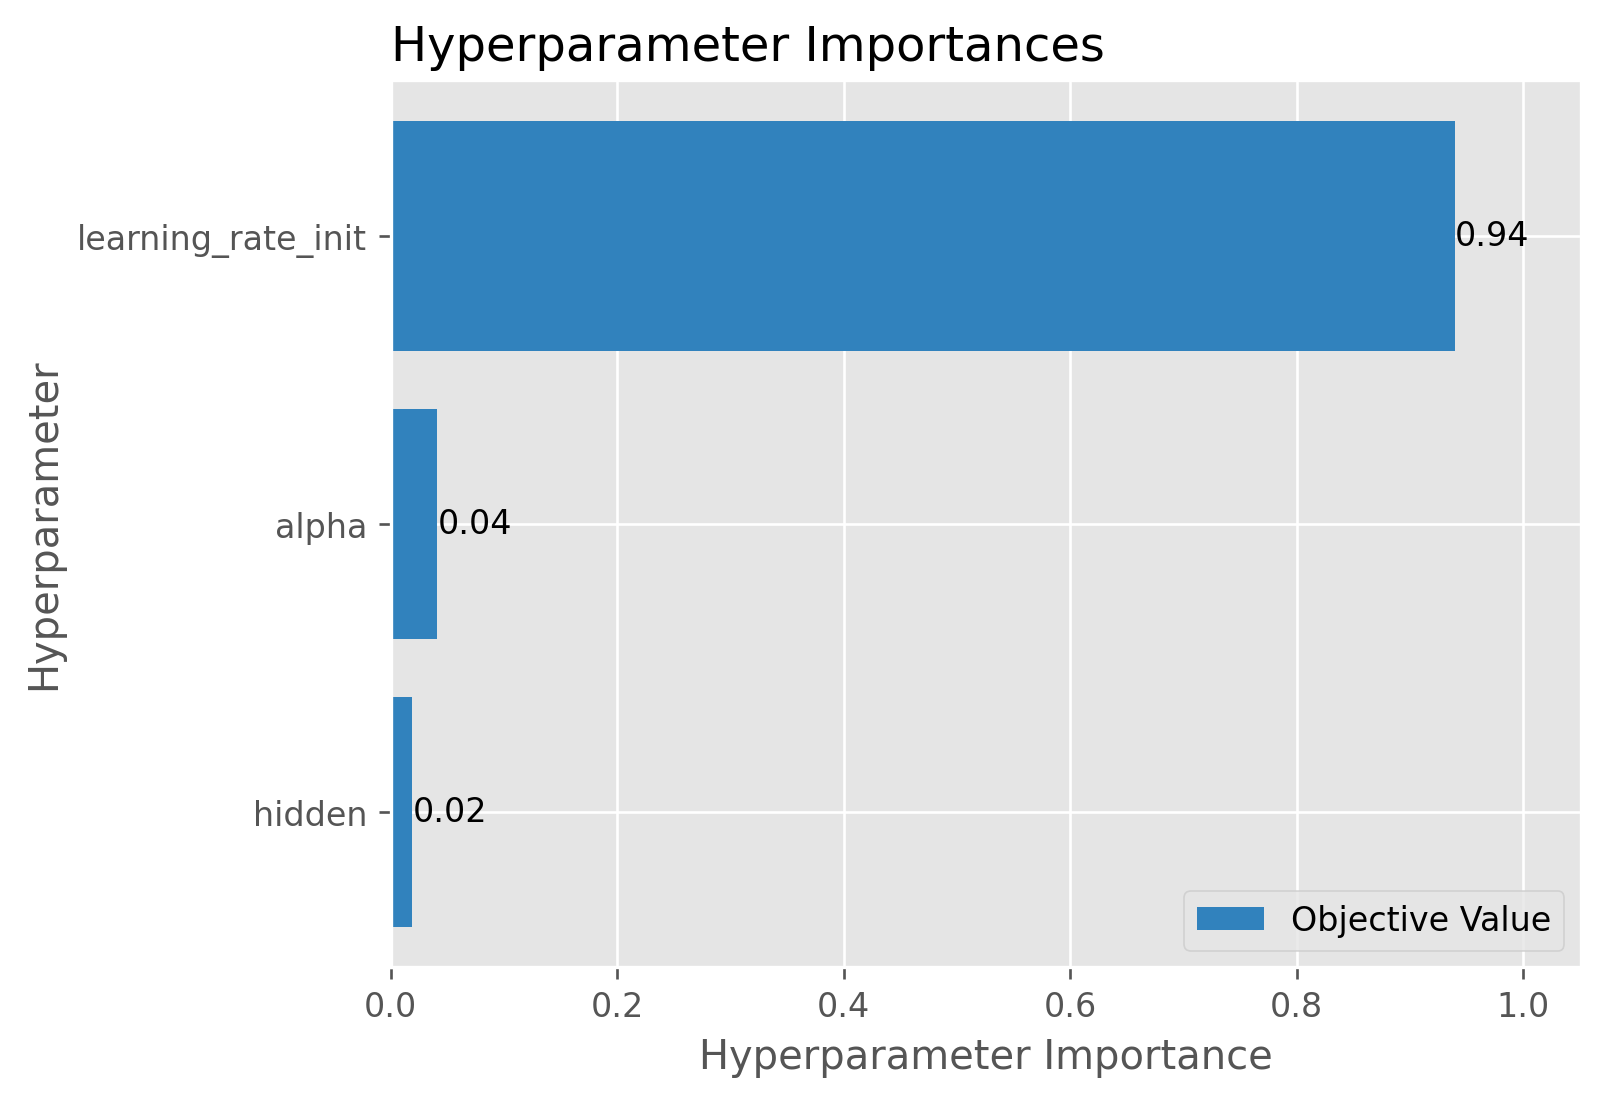 Hyperparameter Importances
Hyperparameter
learning_rate_init
0.94
alpha
0.04
hidden
0.02
Objective Value
0.0 0.2 0.4 0.6 0.8 1.0
Hyperparameter Importance